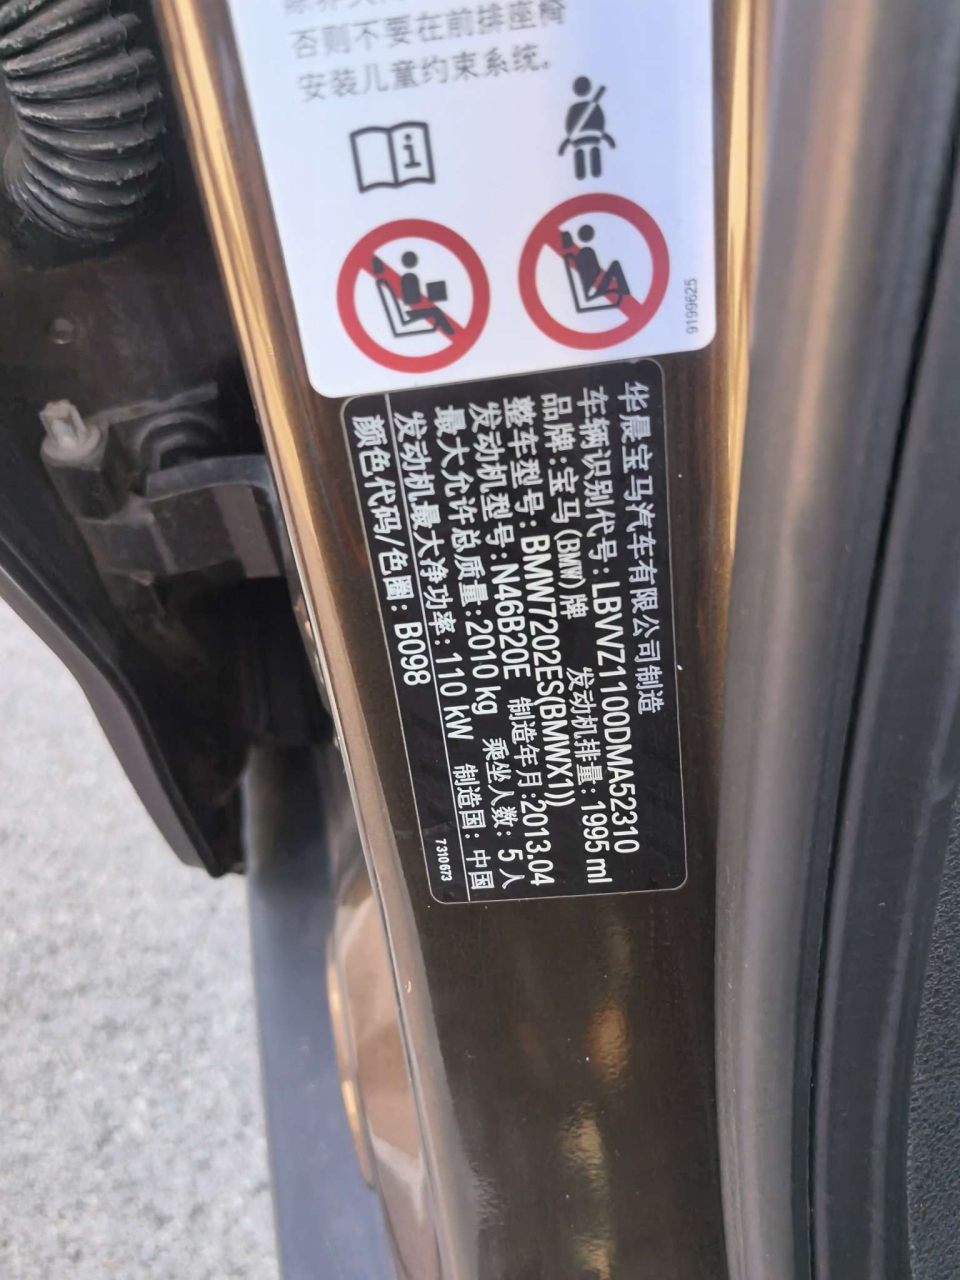 否则不要在前排座椅
安装儿童约束系统。
9199625
华晨宝马汽车有限公司制造
车辆识别代号:LBVVZ1100DMA52310
品牌:宝马(BMW)牌 发动机排量:1995 ml
整车型号:BMW7202ES(BMWX1))
发动机型号:N46B20E 制造年月:2013.04
最大允许总质量:2010 kg 乘坐人数:5人
发动机最大净功率:110 kW 制造国:中国
颜色代码/色圈:B098
7310673